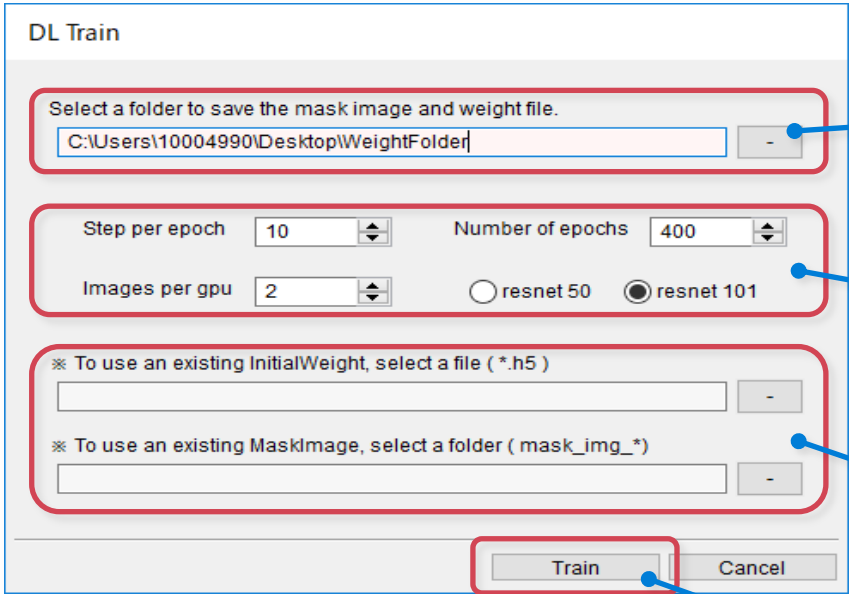 DL Train
Select a folder to save the mask image and weight file.
C:\Users\10004990\Desktop\WeightFolder
-
Step per epoch 10 Number of epochs 400
Images per gpu 2 resnet 50 resnet 101
※ To use an existing InitialWeight, select a file ( *.h5 )
-
※ To use an existing MaskImage, select a folder ( mask_img_*)
-
Train Cancel